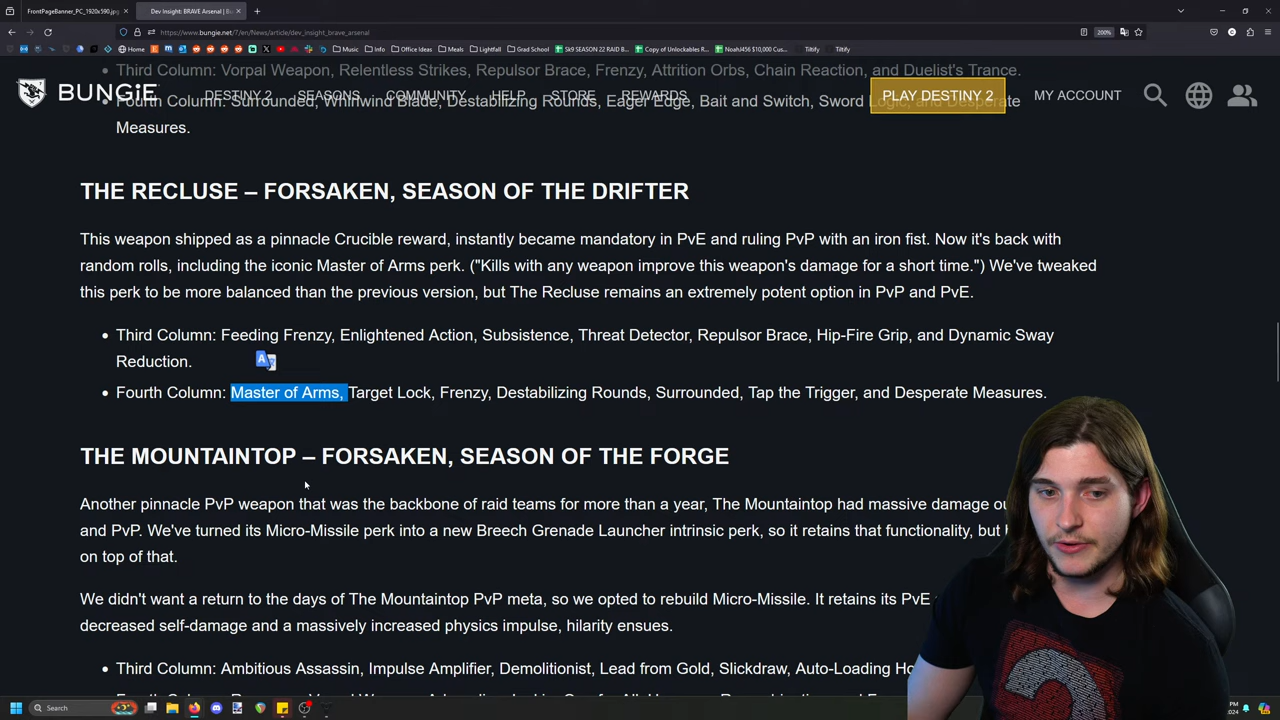 FrontPageBanner_PC_1920x590.jpg
Dev Insight: BRAVE Arsenal | Bu
https://www.bungie.net/7/en/News/article/dev_insight_brave_arsenal
200%
Home
Music
Info
Office Ideas
Meals
Lightfall
Grad School
Sk9 SEASON 22 RAID B
Copy of Unlockables R
Noah456 $10,000 Cus
Tiltify
Tiltify
Third Column: Vorpal Weapon, Relentless Strikes, Repulsor Brace, Frenzy, Attrition Orbs, Chain Reaction, and Duelist's Trance.
BUNGiE
DESTINY 2
SEASONS
COMMUNITY
HELP
STORE
REWARDS
PLAY DESTINY 2
MY ACCOUNT
Fourth Column: Surrounded, Whirlwind Blade, Destabilizing Rounds, Eager Edge, Bait and Switch, Sword Logic, and Desperate
Measures.
THE RECLUSE – FORSAKEN, SEASON OF THE DRIFTER
This weapon shipped as a pinnacle Crucible reward, instantly became mandatory in PvE and ruling PvP with an iron fist. Now it's back with
random rolls, including the iconic Master of Arms perk. ("Kills with any weapon improve this weapon's damage for a short time.") We've tweaked
this perk to be more balanced than the previous version, but The Recluse remains an extremely potent option in PvP and PvE.
Third Column: Feeding Frenzy, Enlightened Action, Subsistence, Threat Detector, Repulsor Brace, Hip-Fire Grip, and Dynamic Sway
Reduction.
Fourth Column: Master of Arms, Target Lock, Frenzy, Destabilizing Rounds, Surrounded, Tap the Trigger, and Desperate Measures.
THE MOUNTAINTOP – FORSAKEN, SEASON OF THE FORGE
Another pinnacle PvP weapon that was the backbone of raid teams for more than a year, The Mountaintop had massive damage
and PvP. We've turned its Micro-Missile perk into a new Breech Grenade Launcher intrinsic perk, so it retains that functionality, but
on top of that.
We didn't want a return to the days of The Mountaintop PvP meta, so we opted to rebuild Micro-Missile. It retains its PvE
decreased self-damage and a massively increased physics impulse, hilarity ensues.
Third Column: Ambitious Assassin, Impulse Amplifier, Demolitionist, Lead from Gold, Slickdraw, Auto-Loading
Search
PM